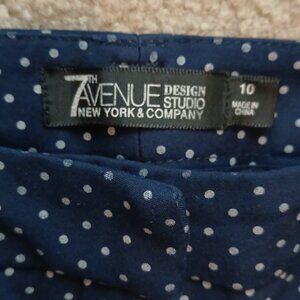 7TH AVENUE DESIGN STUDIO
NEW YORK & COMPANY
10
MADE IN
CHINA